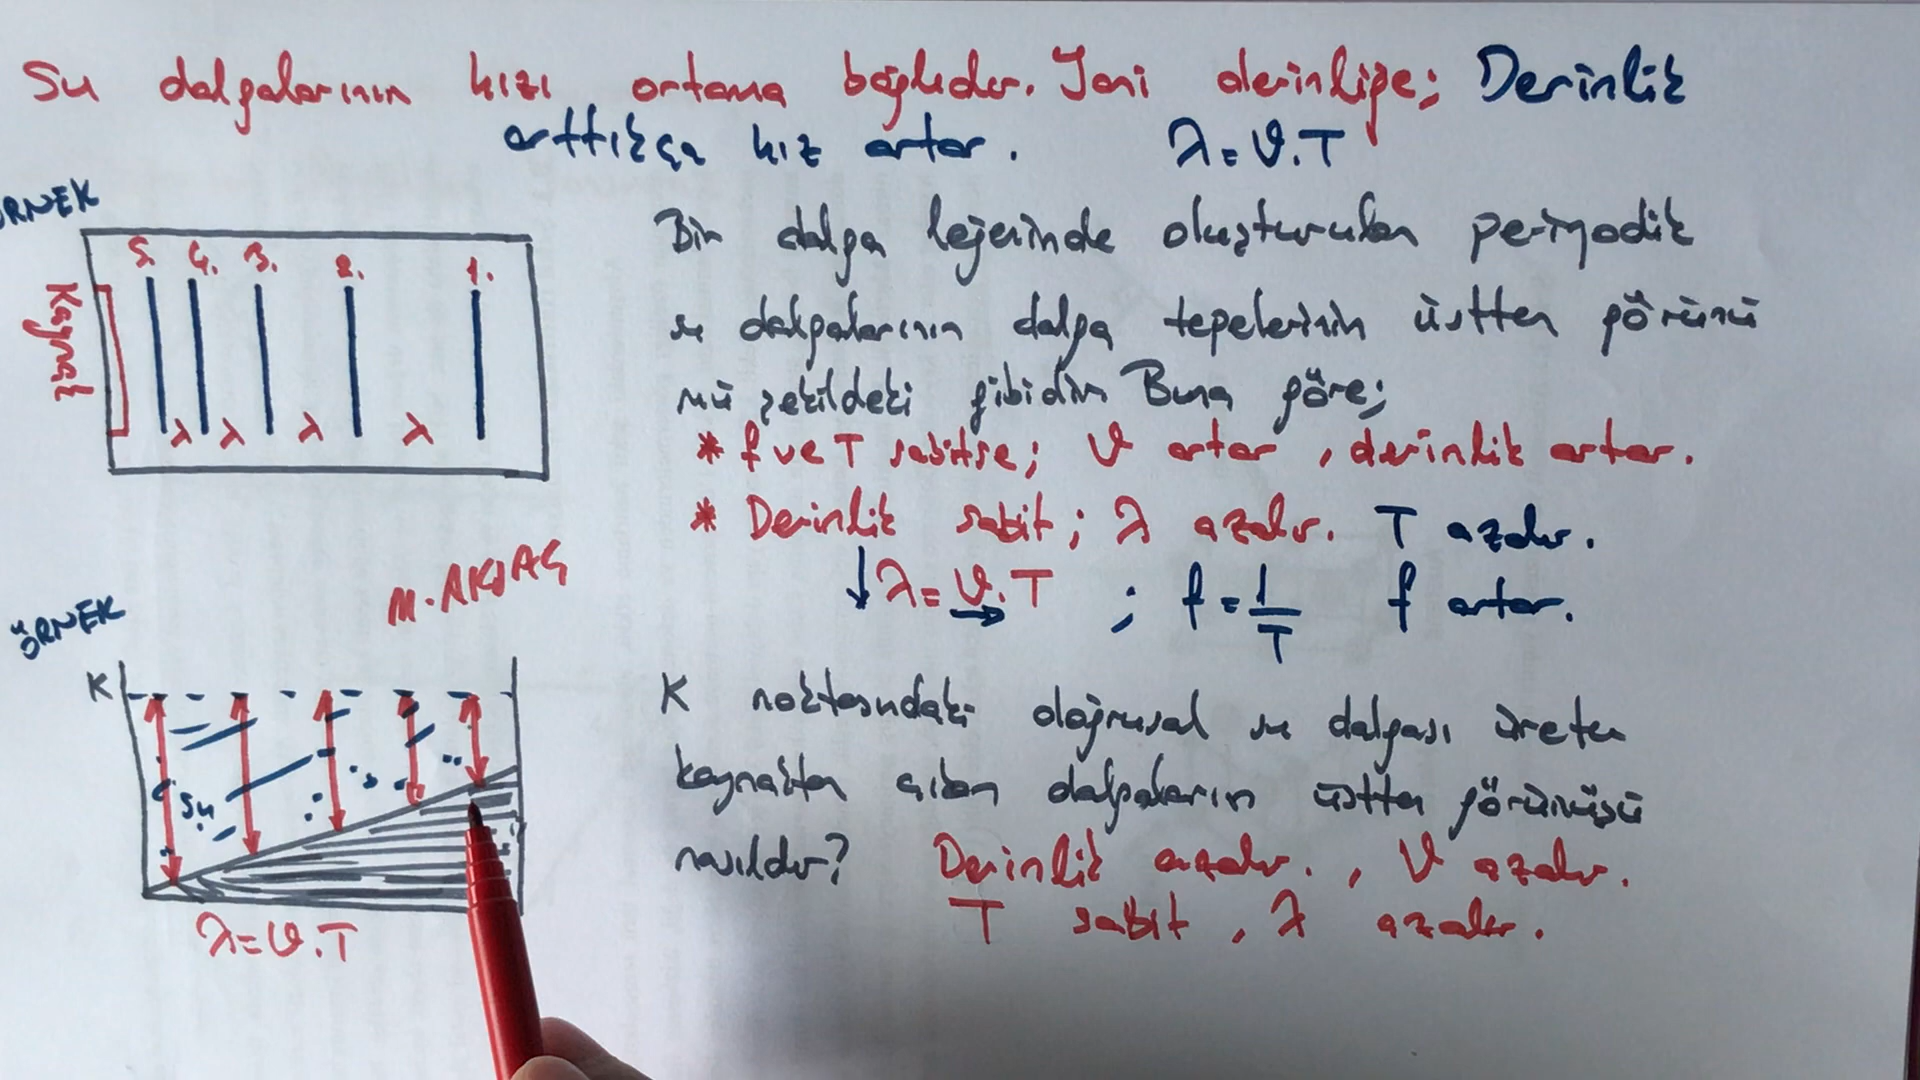 Su dalgalarının hızı ortama bağlıdır. Yani derinliğe; Derinlik
arttıkça hız artar. λ=ϑ.T
ÖRNEK
5. 4. 3. 2. 1.
Kaynak
λ λ λ λ
Bir dalga leğeninde oluşturulan periyodik
su dalgalarının dalga tepelerinin üstten görünü
mü şekildeki gibidir. Buna göre;
* f ve T sabitse; ϑ artar, derinlik artar.
* Derinlik sabit; λ azalır. T azalır.
↓λ=ϑ.T ; f=1/T f artar.
M.AKDAĞ
ÖRNEK
K
Su
λ=ϑ.T
K noktasındaki doğrusal su dalgası üreten
kaynaktan çıkan dalgaların üstten görünüşü
nasıldır? Derinlik azalır., ϑ azalır.
T sabit, λ azalır.